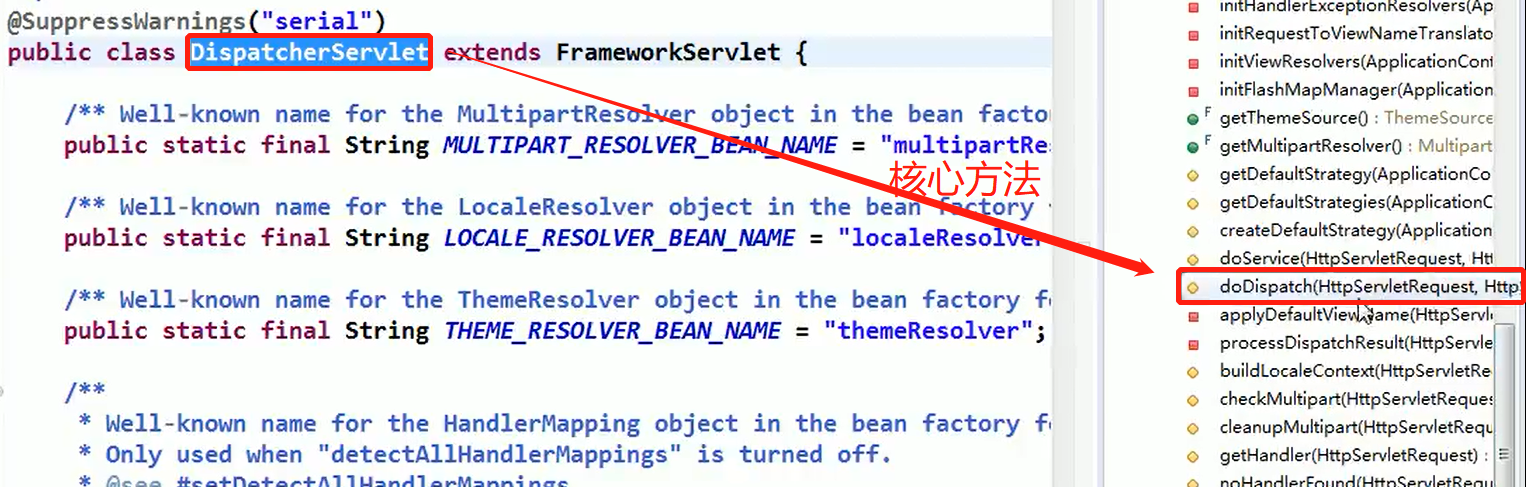 @SuppressWarnings("serial")
public class DispatcherServlet extends FrameworkServlet {
/** Well-known name for the MultipartResolver object in the bean facto
public static final String MULTIPART_RESOLVER_BEAN_NAME = "multipartRe
/** Well-known name for the LocaleResolver object in the bean factory
public static final String LOCALE_RESOLVER_BEAN_NAME = "localeResolver
/** Well-known name for the ThemeResolver object in the bean factory fo
public static final String THEME_RESOLVER_BEAN_NAME = "themeResolver";
/**
* Well-known name for the HandlerMapping object in the bean factory fo
* Only used when "detectAllHandlerMappings" is turned off.
* @see #setDetectAllHandlerMappings
核心方法
initHandlerExceptionResolvers(Ap
initRequestToViewNameTranslato
initViewResolvers(ApplicationCont
initFlashMapManager(Application
F getThemeSource() : ThemeSource
F getMultipartResolver() : Multipart
getDefaultStrategy(ApplicationCo
getDefaultStrategies(ApplicationC
createDefaultStrategy(Application
doService(HttpServletRequest, Htt
doDispatch(HttpServletRequest, Http
applyDefaultViewName(HttpServle
processDispatchResult(HttpServle
buildLocaleContext(HttpServletRe
checkMultipart(HttpServletReques
cleanupMultipart(HttpServletRequ
getHandler(HttpServletRequest) :
noHandlerFound(HttpServletRequ